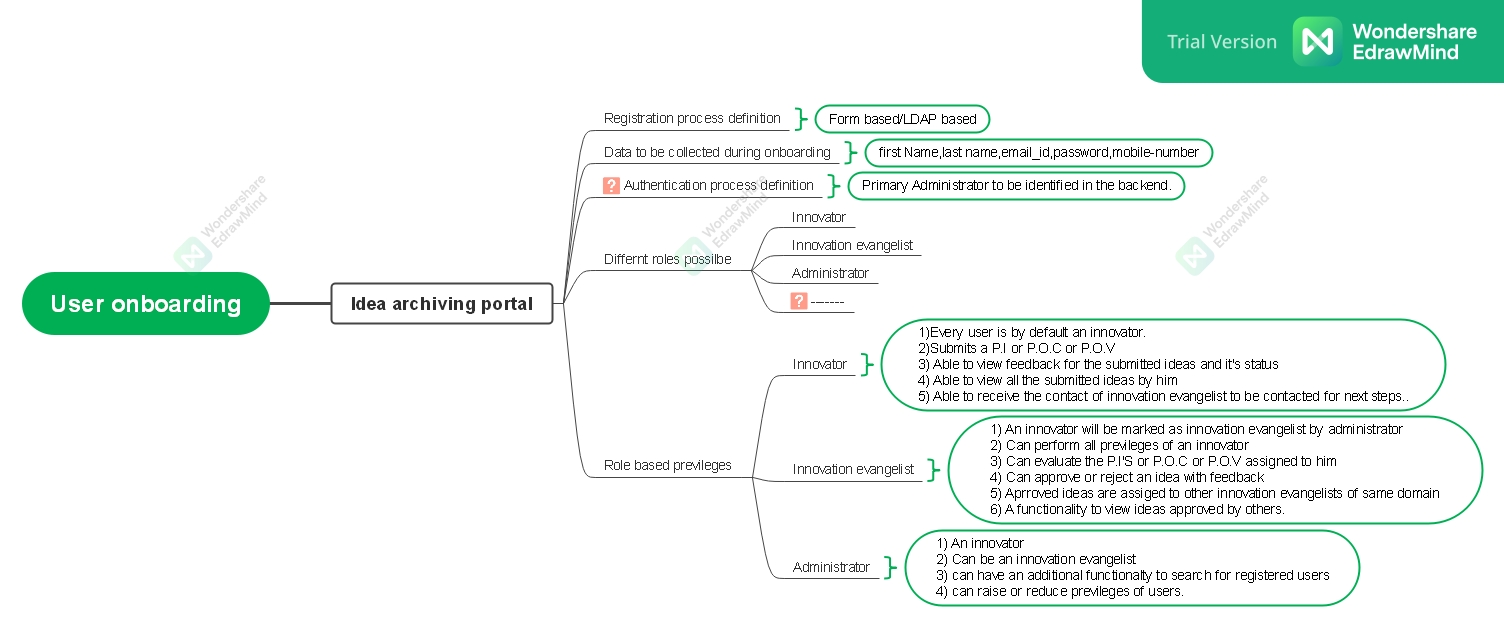 Trial Version
Wondershare
EdrawMind
Registration process definition
Form based/LDAP based
Data to be collected during onboarding
first Name,last name,email_id,password,mobile-number
? Authentication process definition
Primary Administrator to be identified in the backend.
Wondershare
EdrawMind
Wondershare
EdrawMind
Wondershare
EdrawMind
Differnt roles possilbe
Innovator
Innovation evangelist
Administrator
? -------
User onboarding
Idea archiving portal
Role based previleges
Innovator
1)Every user is by default an innovator.
2)Submits a P.I or P.O.C or P.O.V
3) Able to view feedback for the submitted ideas and it's status
4) Able to view all the submitted ideas by him
5) Able to receive the contact of innovation evangelist to be contacted for next steps..
Innovation evangelist
1) An innovator will be marked as innovation evangelist by administrator
2) Can perform all previleges of an innovator
3) Can evaluate the P.I'S or P.O.C or P.O.V assigned to him
4) Can approve or reject an idea with feedback
5) Aprroved ideas are assiged to other innovation evangelists of same domain
6) A functionality to view ideas approved by others.
Administrator
1) An innovator
2) Can be an innovation evangelist
3) can have an additional functionalty to search for registered users
4) can raise or reduce previleges of users.